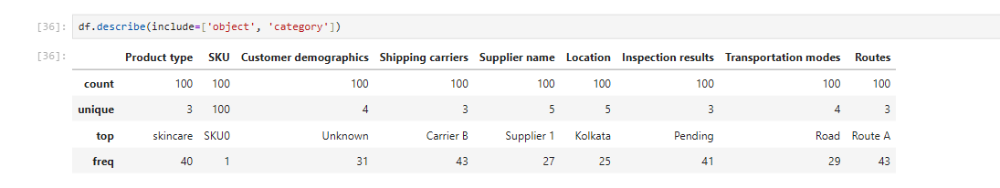 [36]: df.describe(include=['object', 'category'])
[36]: Product type SKU Customer demographics Shipping carriers Supplier name Location Inspection results Transportation modes Routes
count 100 100 100 100 100 100 100 100 100
unique 3 100 4 3 5 5 3 4 3
top skincare SKU0 Unknown Carrier B Supplier 1 Kolkata Pending Road Route A
freq 40 1 31 43 27 25 41 29 43